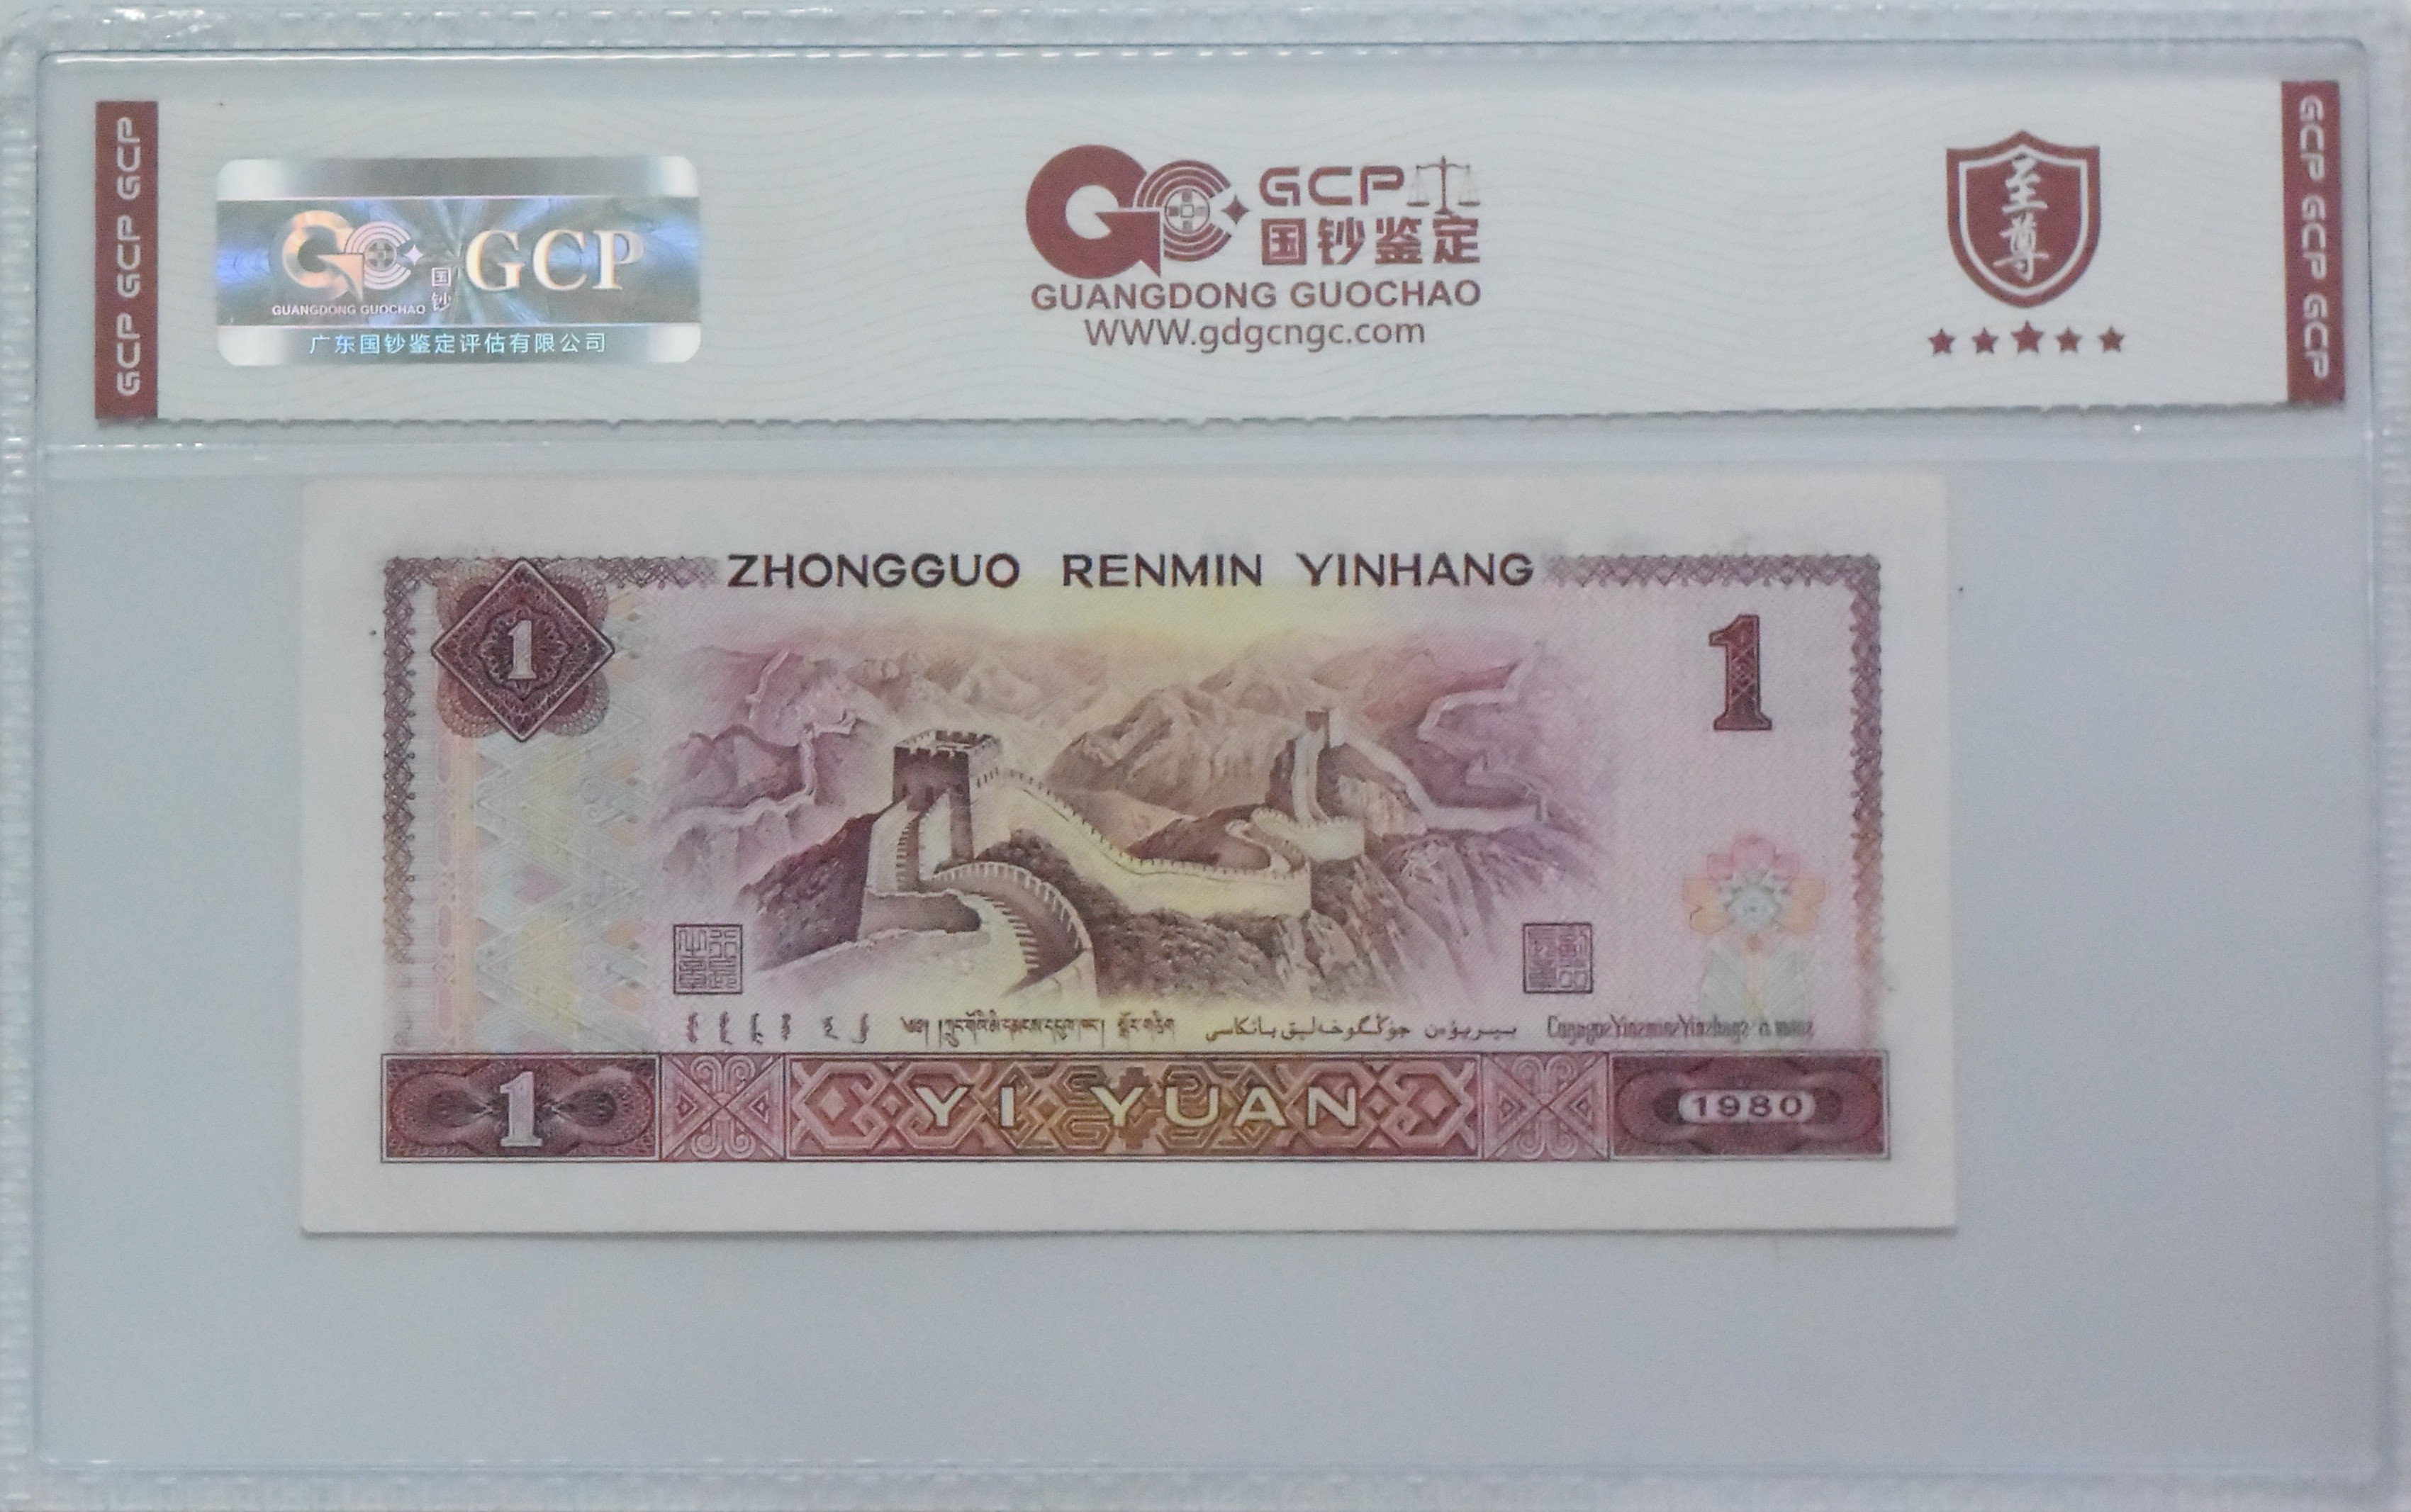 GCP GCP GCP
GCP
国钞
GUANGDONG GUOCHAO
广东国钞鉴定评估有限公司
GCP
国钞鉴定
GUANGDONG GUOCHAO
WWW.gdgcngc.com
至尊
GCP GCP GCP
ZHONGGUO RENMIN YINHANG
1
1
1
YI YUAN
1980